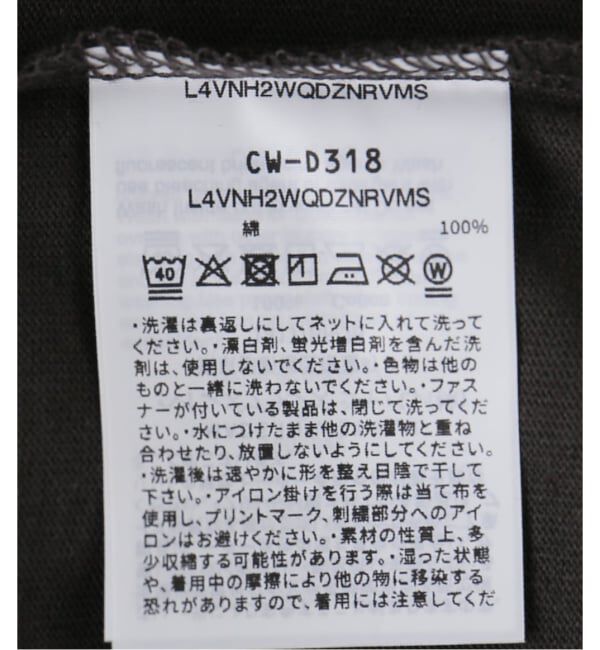 L4VNH2WQDZNRVMS
CW-D318
L4VNH2WQDZNRVMS
綿 100%
40 W
・洗濯は裏返しにしてネットに入れて洗って
ください。・漂白剤、蛍光増白剤を含んだ洗
剤は、使用しないでください。・色物は他の
ものと一緒に洗わないでください。・ファス
ナーが付いている製品は、閉じて洗ってくだ
さい。・水につけたまま他の洗濯物と重ね
合わせたり、放置しないようにしてください。
・洗濯後は速やかに形を整え日陰で干して
下さい。・アイロン掛けを行う際は当て布を
使用し、プリントマーク、刺繍部分へのアイ
ロンはお避けください。・素材の性質上、多
少収縮する可能性があります。・湿った状態
や、着用中の摩擦により他の物に移染する
恐れがありますので、着用には注意してくだ